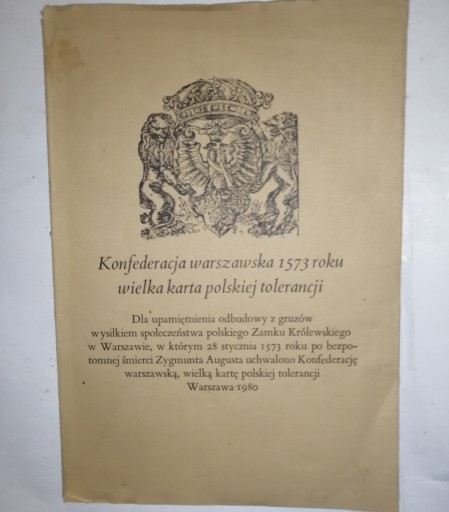 Konfederacja warszawska 1573 roku
wielka karta polskiej tolerancji
Dla upamiętnienia odbudowy z gruzów
wysiłkiem społeczeństwa polskiego Zamku Królewskiego
w Warszawie, w którym 28 stycznia 1573 roku po bezpo-
tomnej śmierci Zygmunta Augusta uchwalono Konfederację
warszawską, wielką kartę polskiej tolerancji
Warszawa 1980